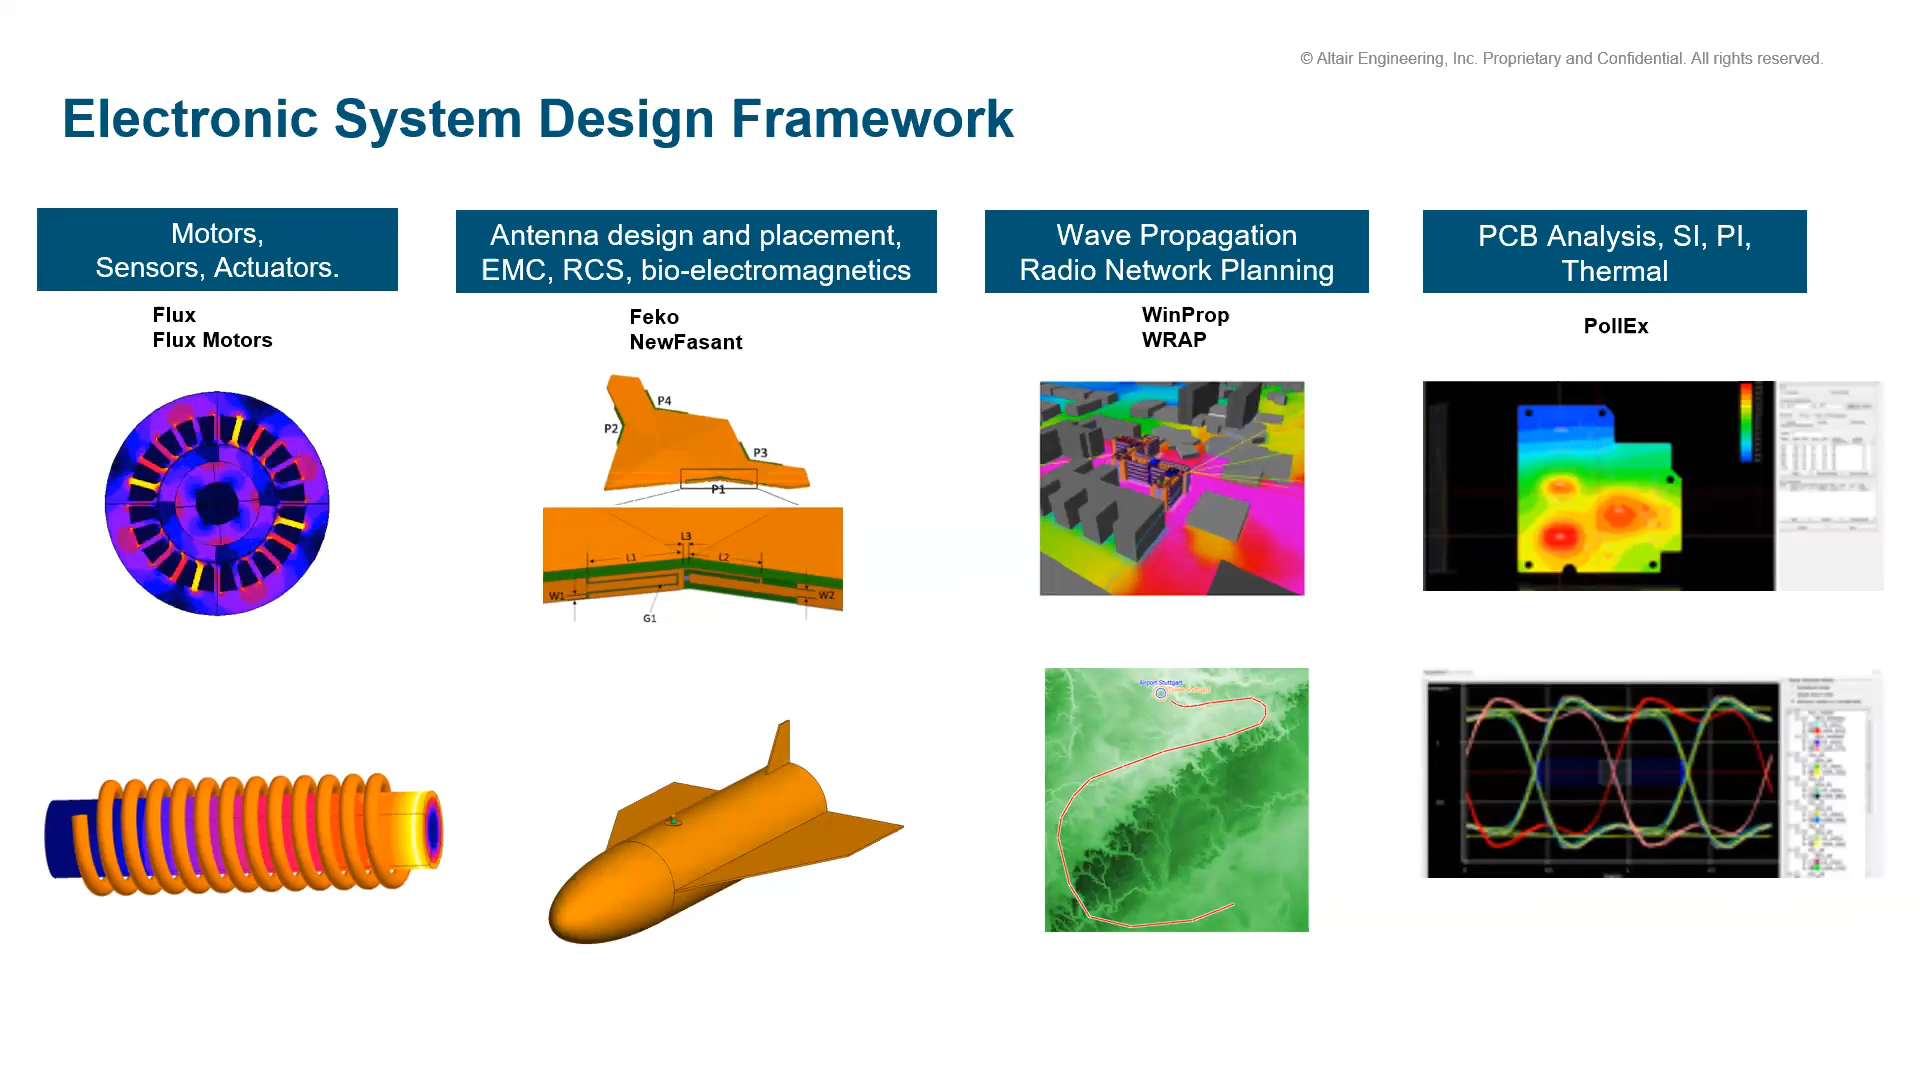 © Altair Engineering, Inc. Proprietary and Confidential. All rights reserved.
Electronic System Design Framework
Motors,
Sensors, Actuators.
Flux
Flux Motors
Antenna design and placement,
EMC, RCS, bio-electromagnetics
Feko
NewFasant
P4
P2
P3
P1
L3
L1
L2
W1
W2
G1
Wave Propagation
Radio Network Planning
WinProp
WRAP
Airport Stuttgart
PCB Analysis, SI, PI,
Thermal
PollEx